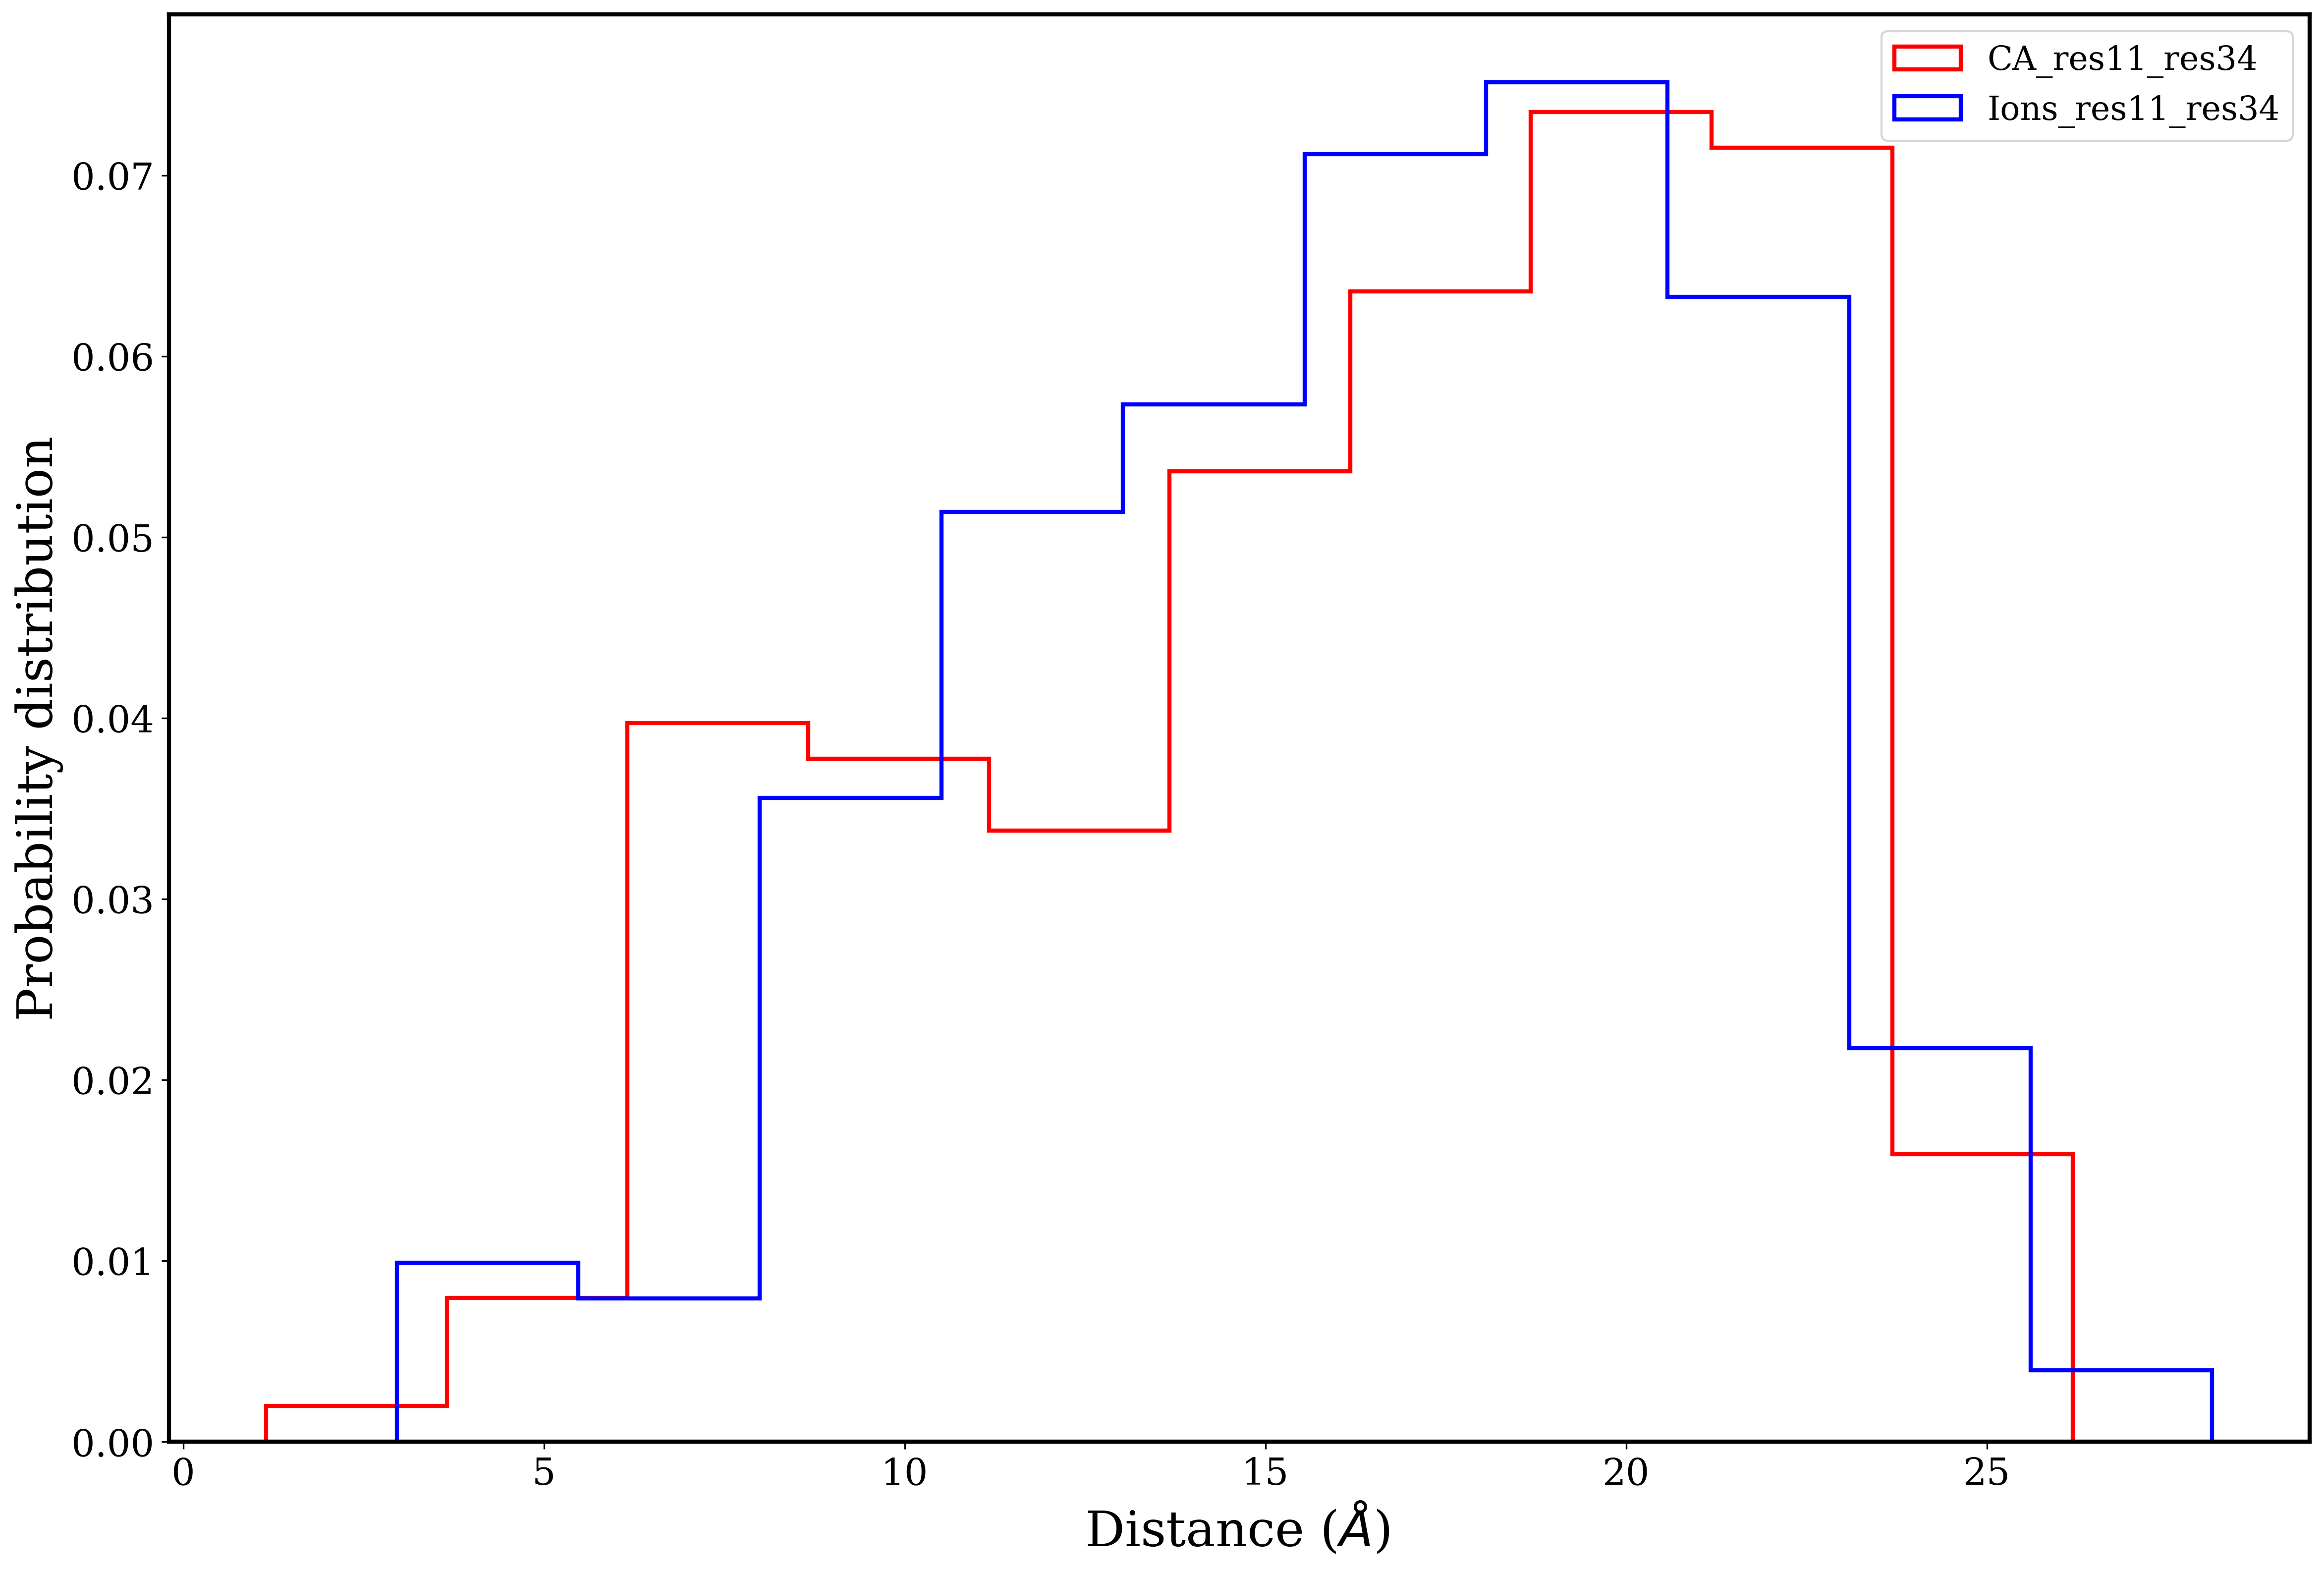 CA_res11_res34
Ions_res11_res34
Probability distribution
0.07
0.06
0.05
0.04
0.03
0.02
0.01
0.00
0 5 10 15 20 25
Distance (Å)